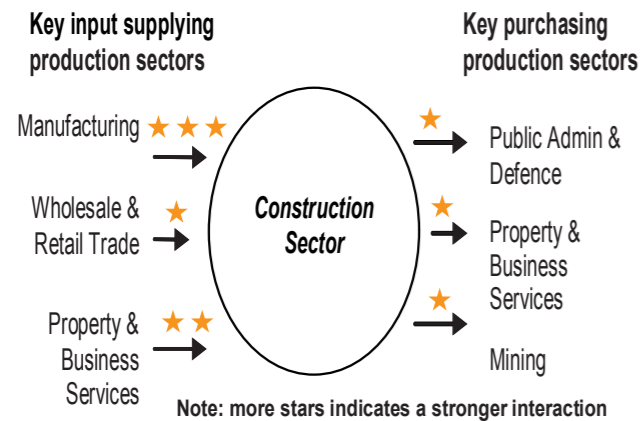 Key input supplying
production sectors
Key purchasing
production sectors
Manufacturing
Wholesale &
Retail Trade
Property &
Business
Services
Construction
Sector
Public Admin &
Defence
Property &
Business
Services
Mining
Note: more stars indicates a stronger interaction